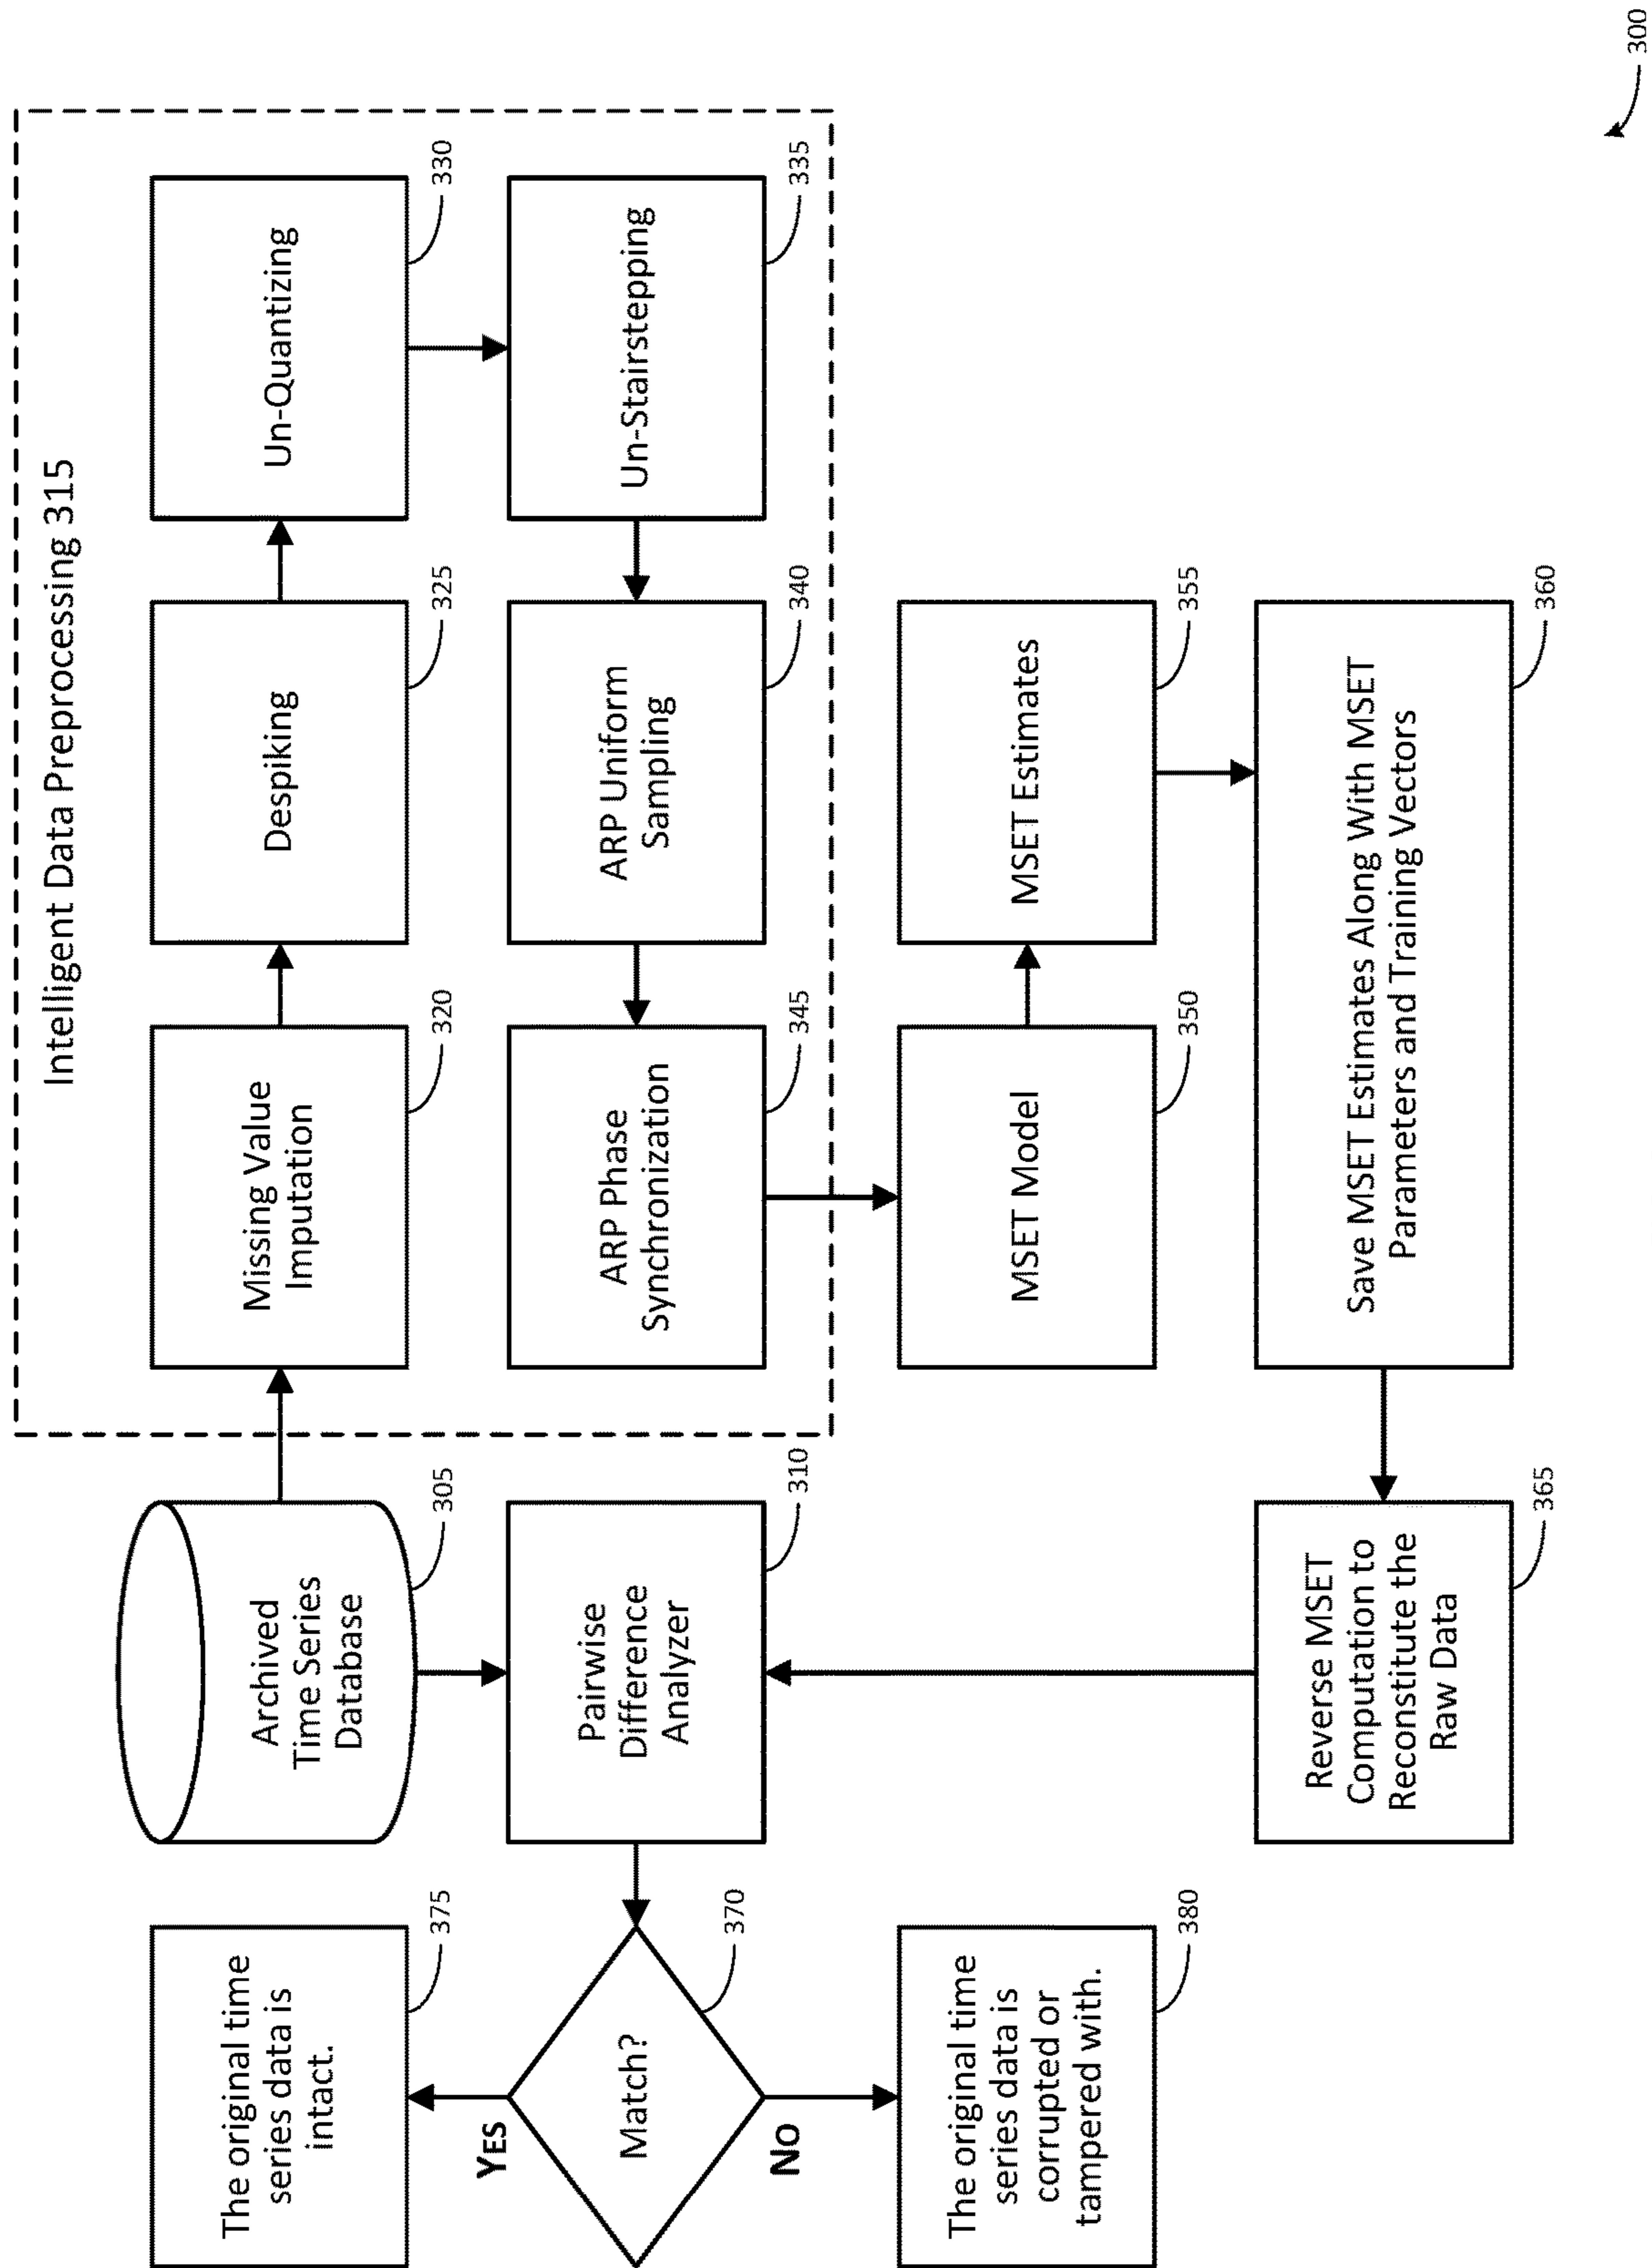 Intelligent Data Preprocessing 315
The original time
series data is
intact.
375
Archived
Time Series
Database
305
Missing Value
Imputation
320
Despiking
325
Un-Quantizing
330
YES
Match?
370
NO
Pairwise
Difference
Analyzer
310
ARP Phase
Synchronization
345
ARP Uniform
Sampling
340
Un-Stairstepping
335
The original time
series data is
corrupted or
tampered with.
380
MSET Model
350
MSET Estimates
355
Reverse MSET
Computation to
Reconstitute the
Raw Data
365
Save MSET Estimates Along With MSET
Parameters and Training Vectors
360
300